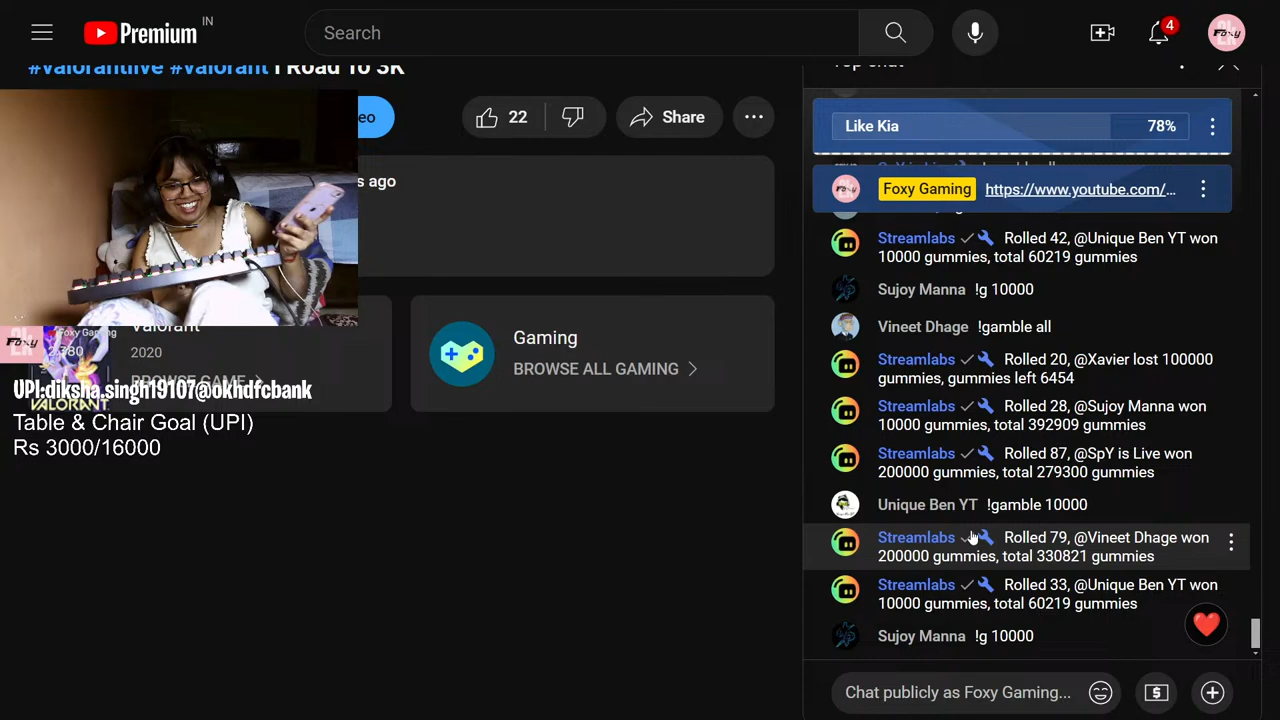 Premium IN
Search
4
Foxy
#Valorantlive #Valorant I Road To 3K
Top chat
eo
22
Share
s ago
Like Kia 78%
Foxy Gaming https://www.youtube.com/...
Streamlabs Rolled 42, @Unique Ben YT won
10000 gummies, total 60219 gummies
Sujoy Manna !g 10000
Vineet Dhage !gamble all
Streamlabs Rolled 20, @Xavier lost 100000
gummies, gummies left 6454
Streamlabs Rolled 28, @Sujoy Manna won
10000 gummies, total 392909 gummies
Streamlabs Rolled 87, @SpY is Live won
200000 gummies, total 279300 gummies
Unique Ben YT !gamble 10000
Streamlabs Rolled 79, @Vineet Dhage won
200000 gummies, total 330821 gummies
Streamlabs Rolled 33, @Unique Ben YT won
10000 gummies, total 60219 gummies
Sujoy Manna !g 10000
Chat publicly as Foxy Gaming...
Foxy
Foxy Gaming
2,380
Valorant
2020
BROWSE GAME
VALORANT
Gaming
BROWSE ALL GAMING
UPI:diksha.singh19107@okhdfcbank
Table & Chair Goal (UPI)
Rs 3000/16000